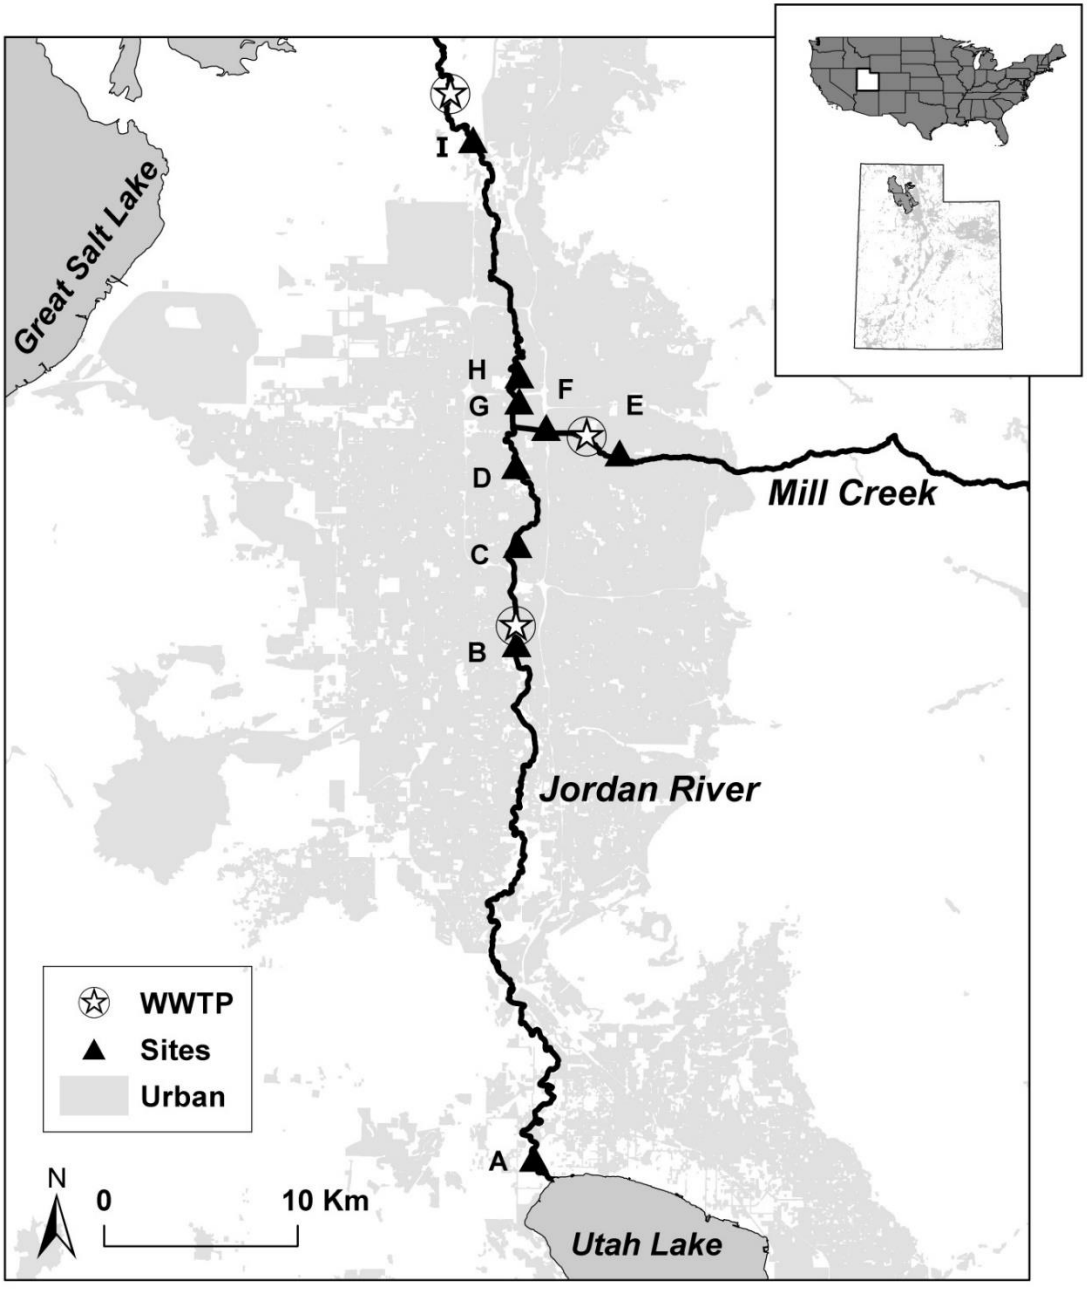 I
Great Salt Lake
H
F
G
E
D
Mill Creek
C
B
Jordan River
WWTP
Sites
Urban
A
N
0 10 Km
Utah Lake